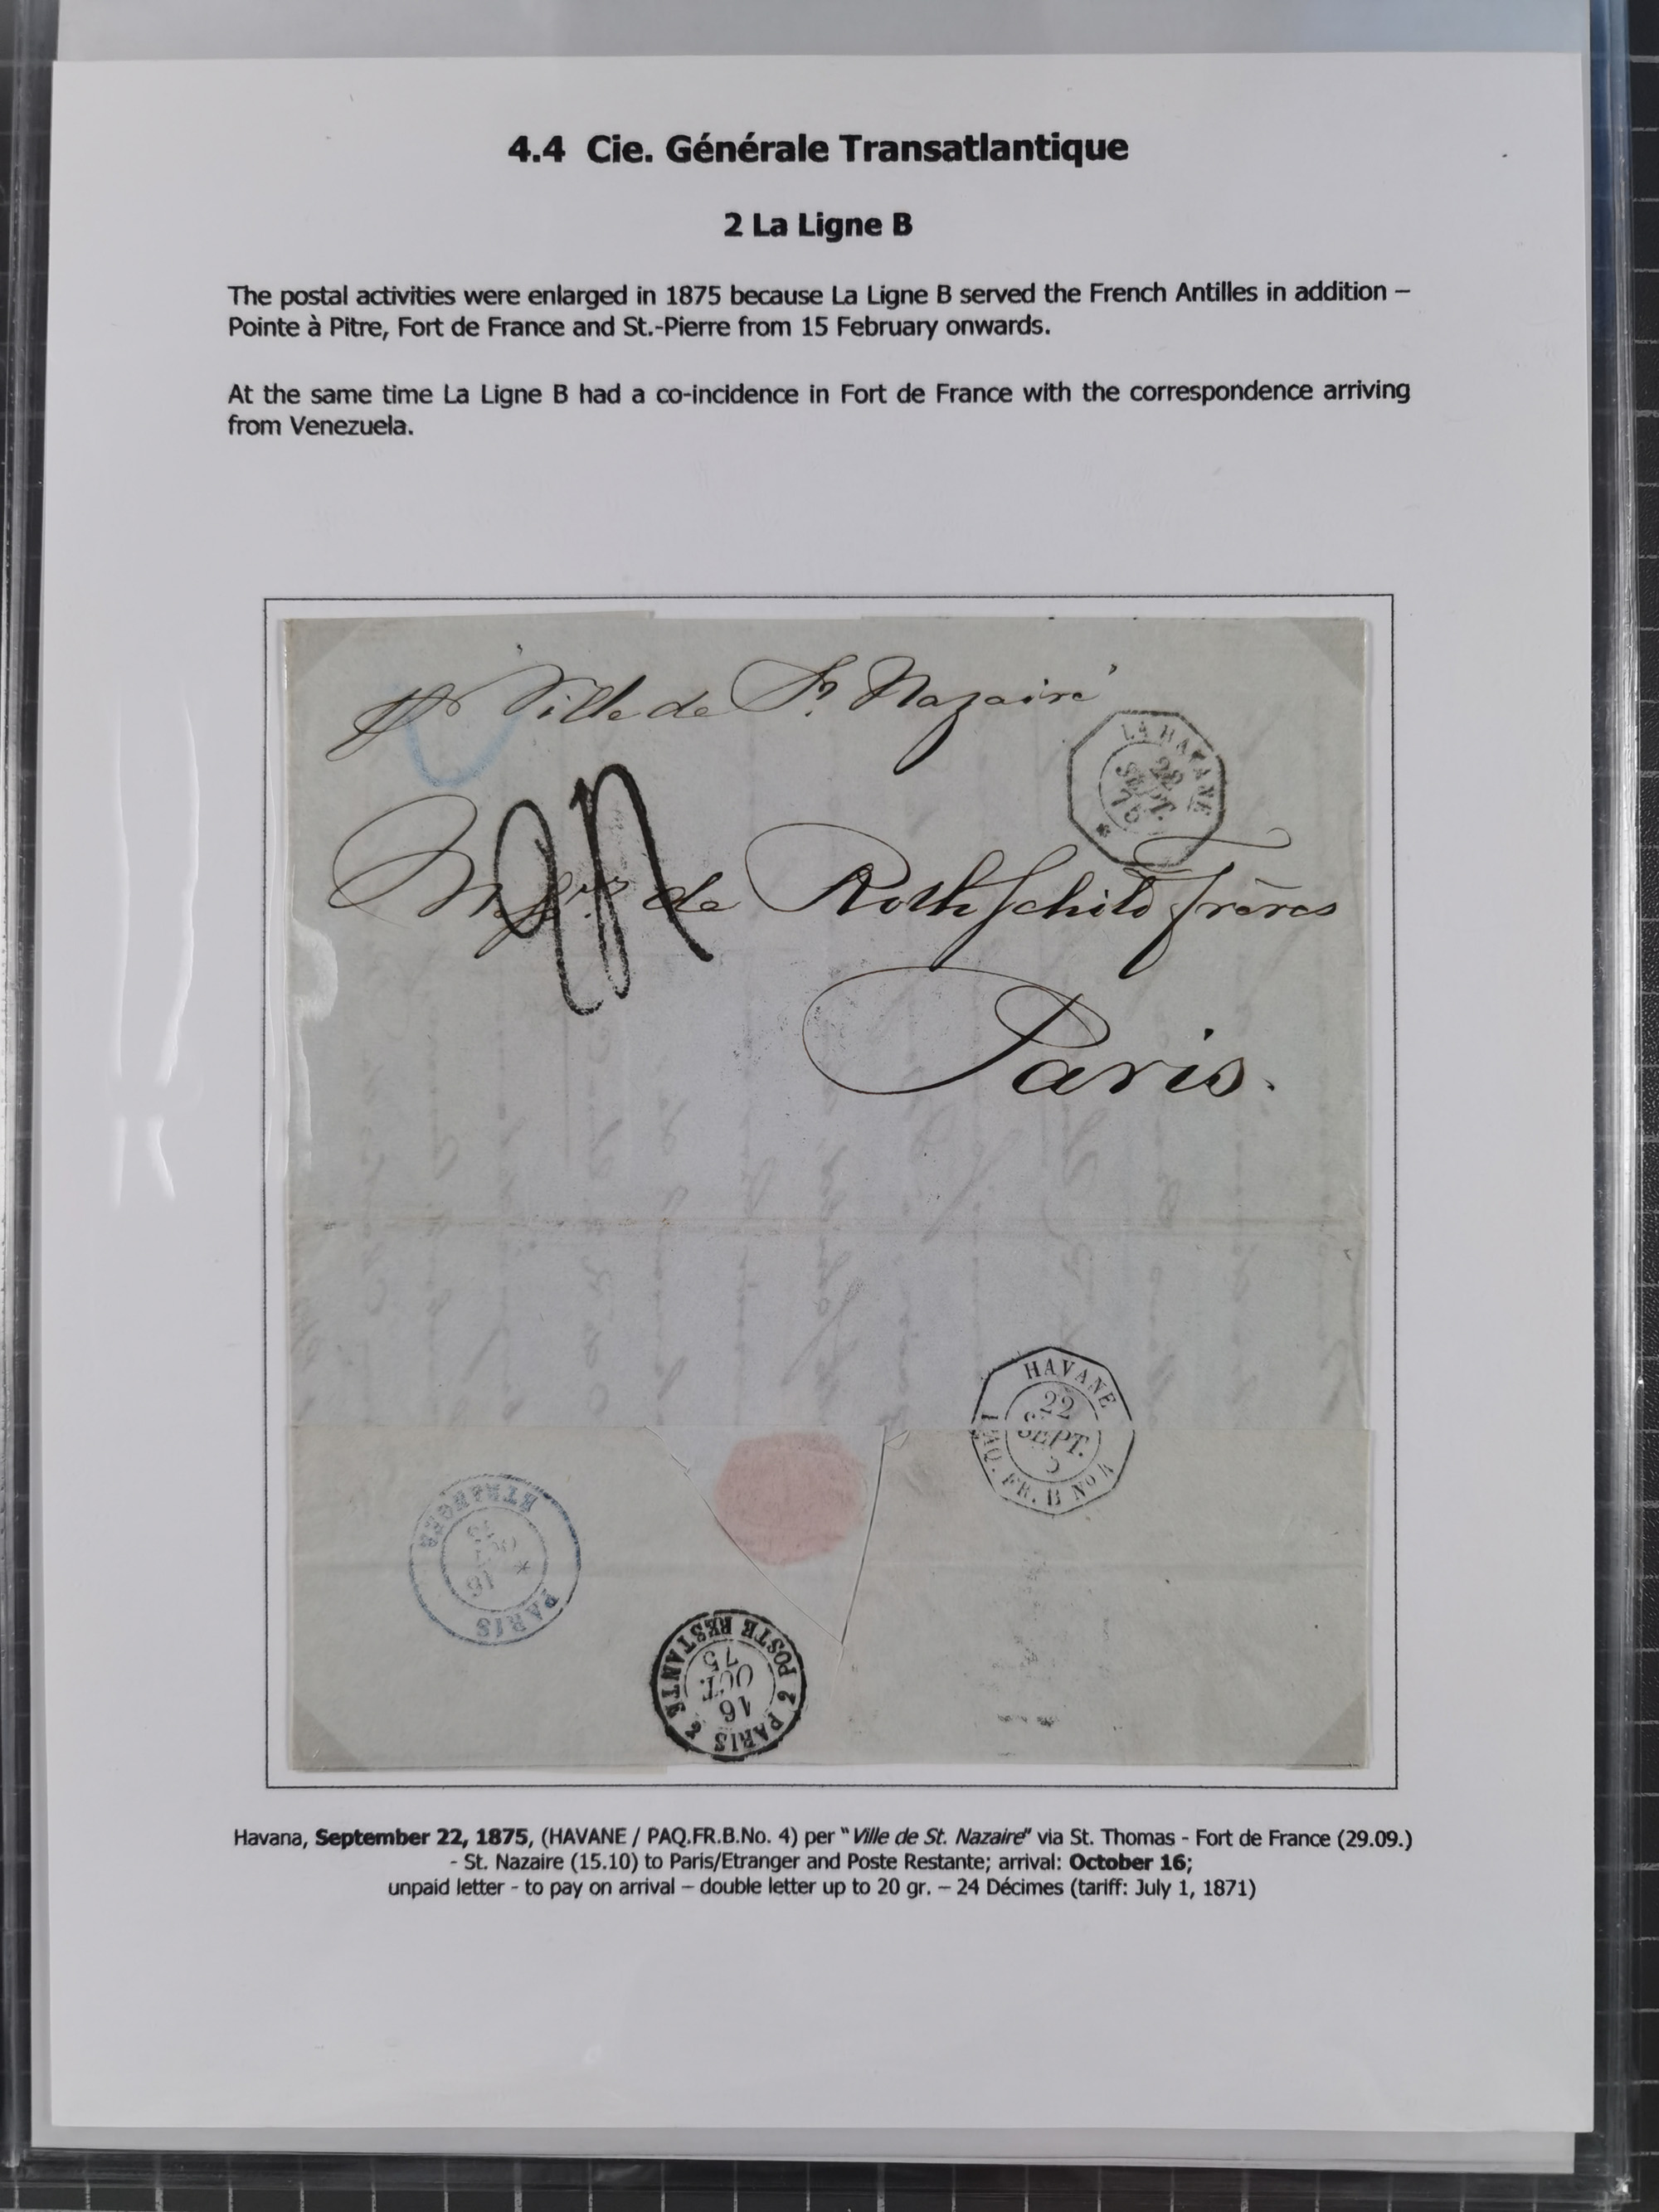 4.4 Cie. Générale Transatlantique
2 La Ligne B
The postal activities were enlarged in 1875 because La Ligne B served the French Antilles in addition –
Pointe à Pitre, Fort de France and St.-Pierre from 15 February onwards.
At the same time La Ligne B had a co-incidence in Fort de France with the correspondence arriving
from Venezuela.
Ville de St Nazaire
LA HAVANE
22
SEPT.
75
de Rothschild frères
Paris.
HAVANE
22
SEPT.
5
PAQ. FR. B No 4
ETRANGER
16
OCT
PARIS
POSTE RESTANTE
75
OCT.
16
PARIS
Havana, September 22, 1875, (HAVANE / PAQ.FR.B.No. 4) per "Ville de St. Nazaire" via St. Thomas - Fort de France (29.09.)
- St. Nazaire (15.10) to Paris/Etranger and Poste Restante; arrival: October 16;
unpaid letter - to pay on arrival – double letter up to 20 gr. – 24 Décimes (tariff: July 1, 1871)